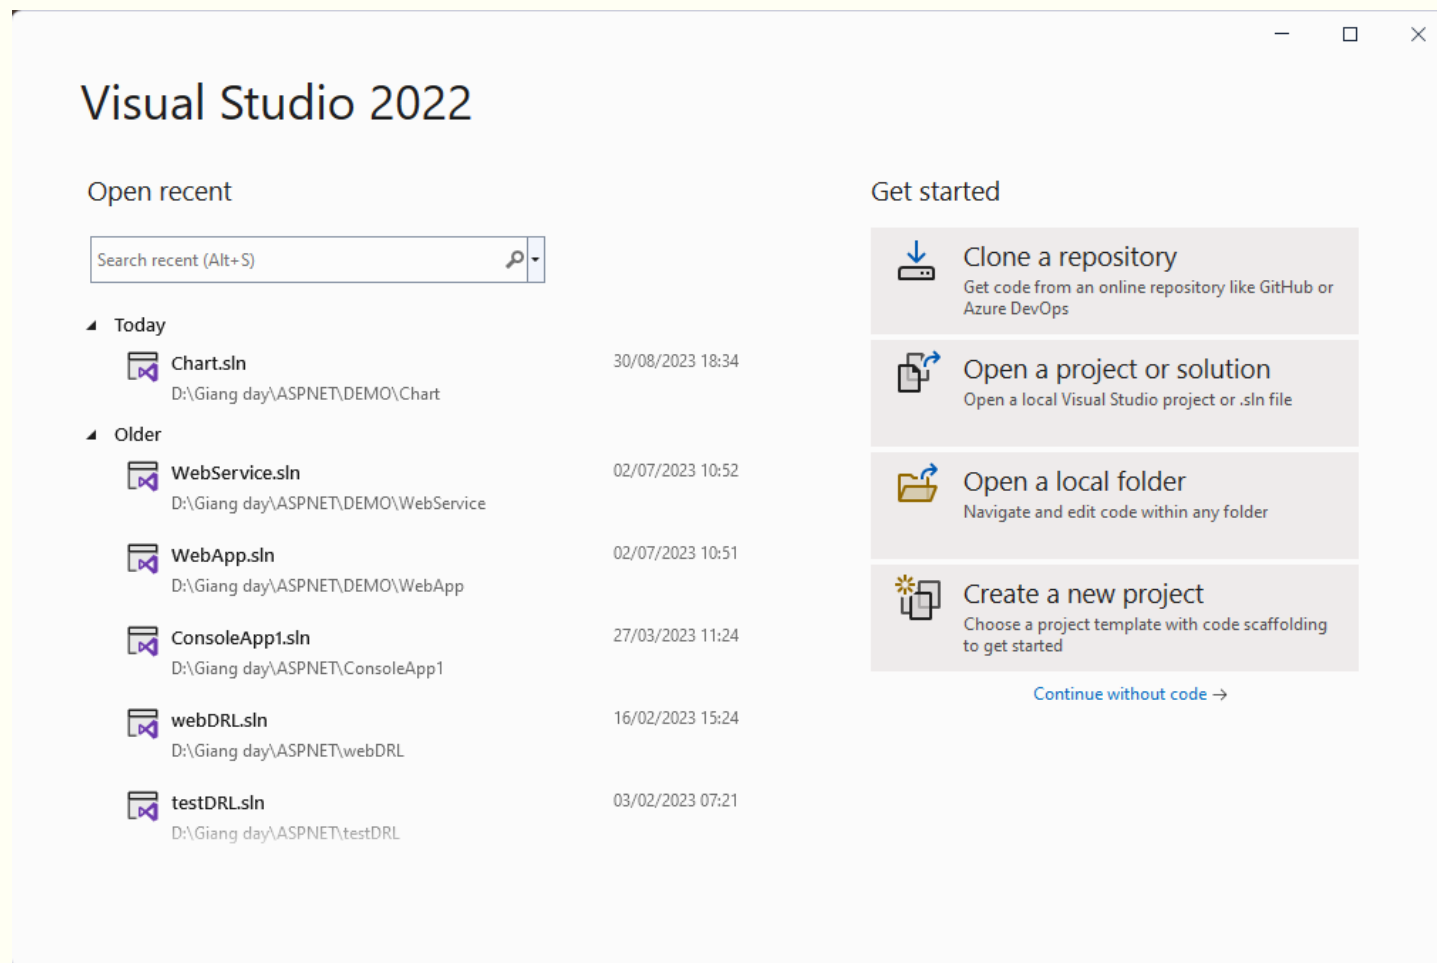 Visual Studio 2022
Open recent
Search recent (Alt+S)
Today
Chart.sln 30/08/2023 18:34
D:\Giang day\ASPNET\DEMO\Chart
Older
WebService.sln 02/07/2023 10:52
D:\Giang day\ASPNET\DEMO\WebService
WebApp.sln 02/07/2023 10:51
D:\Giang day\ASPNET\DEMO\WebApp
ConsoleApp1.sln 27/03/2023 11:24
D:\Giang day\ASPNET\ConsoleApp1
webDRL.sln 16/02/2023 15:24
D:\Giang day\ASPNET\webDRL
testDRL.sln 03/02/2023 07:21
D:\Giang day\ASPNET\testDRL
Get started
Clone a repository
Get code from an online repository like GitHub or
Azure DevOps
Open a project or solution
Open a local Visual Studio project or .sln file
Open a local folder
Navigate and edit code within any folder
Create a new project
Choose a project template with code scaffolding
to get started
Continue without code →